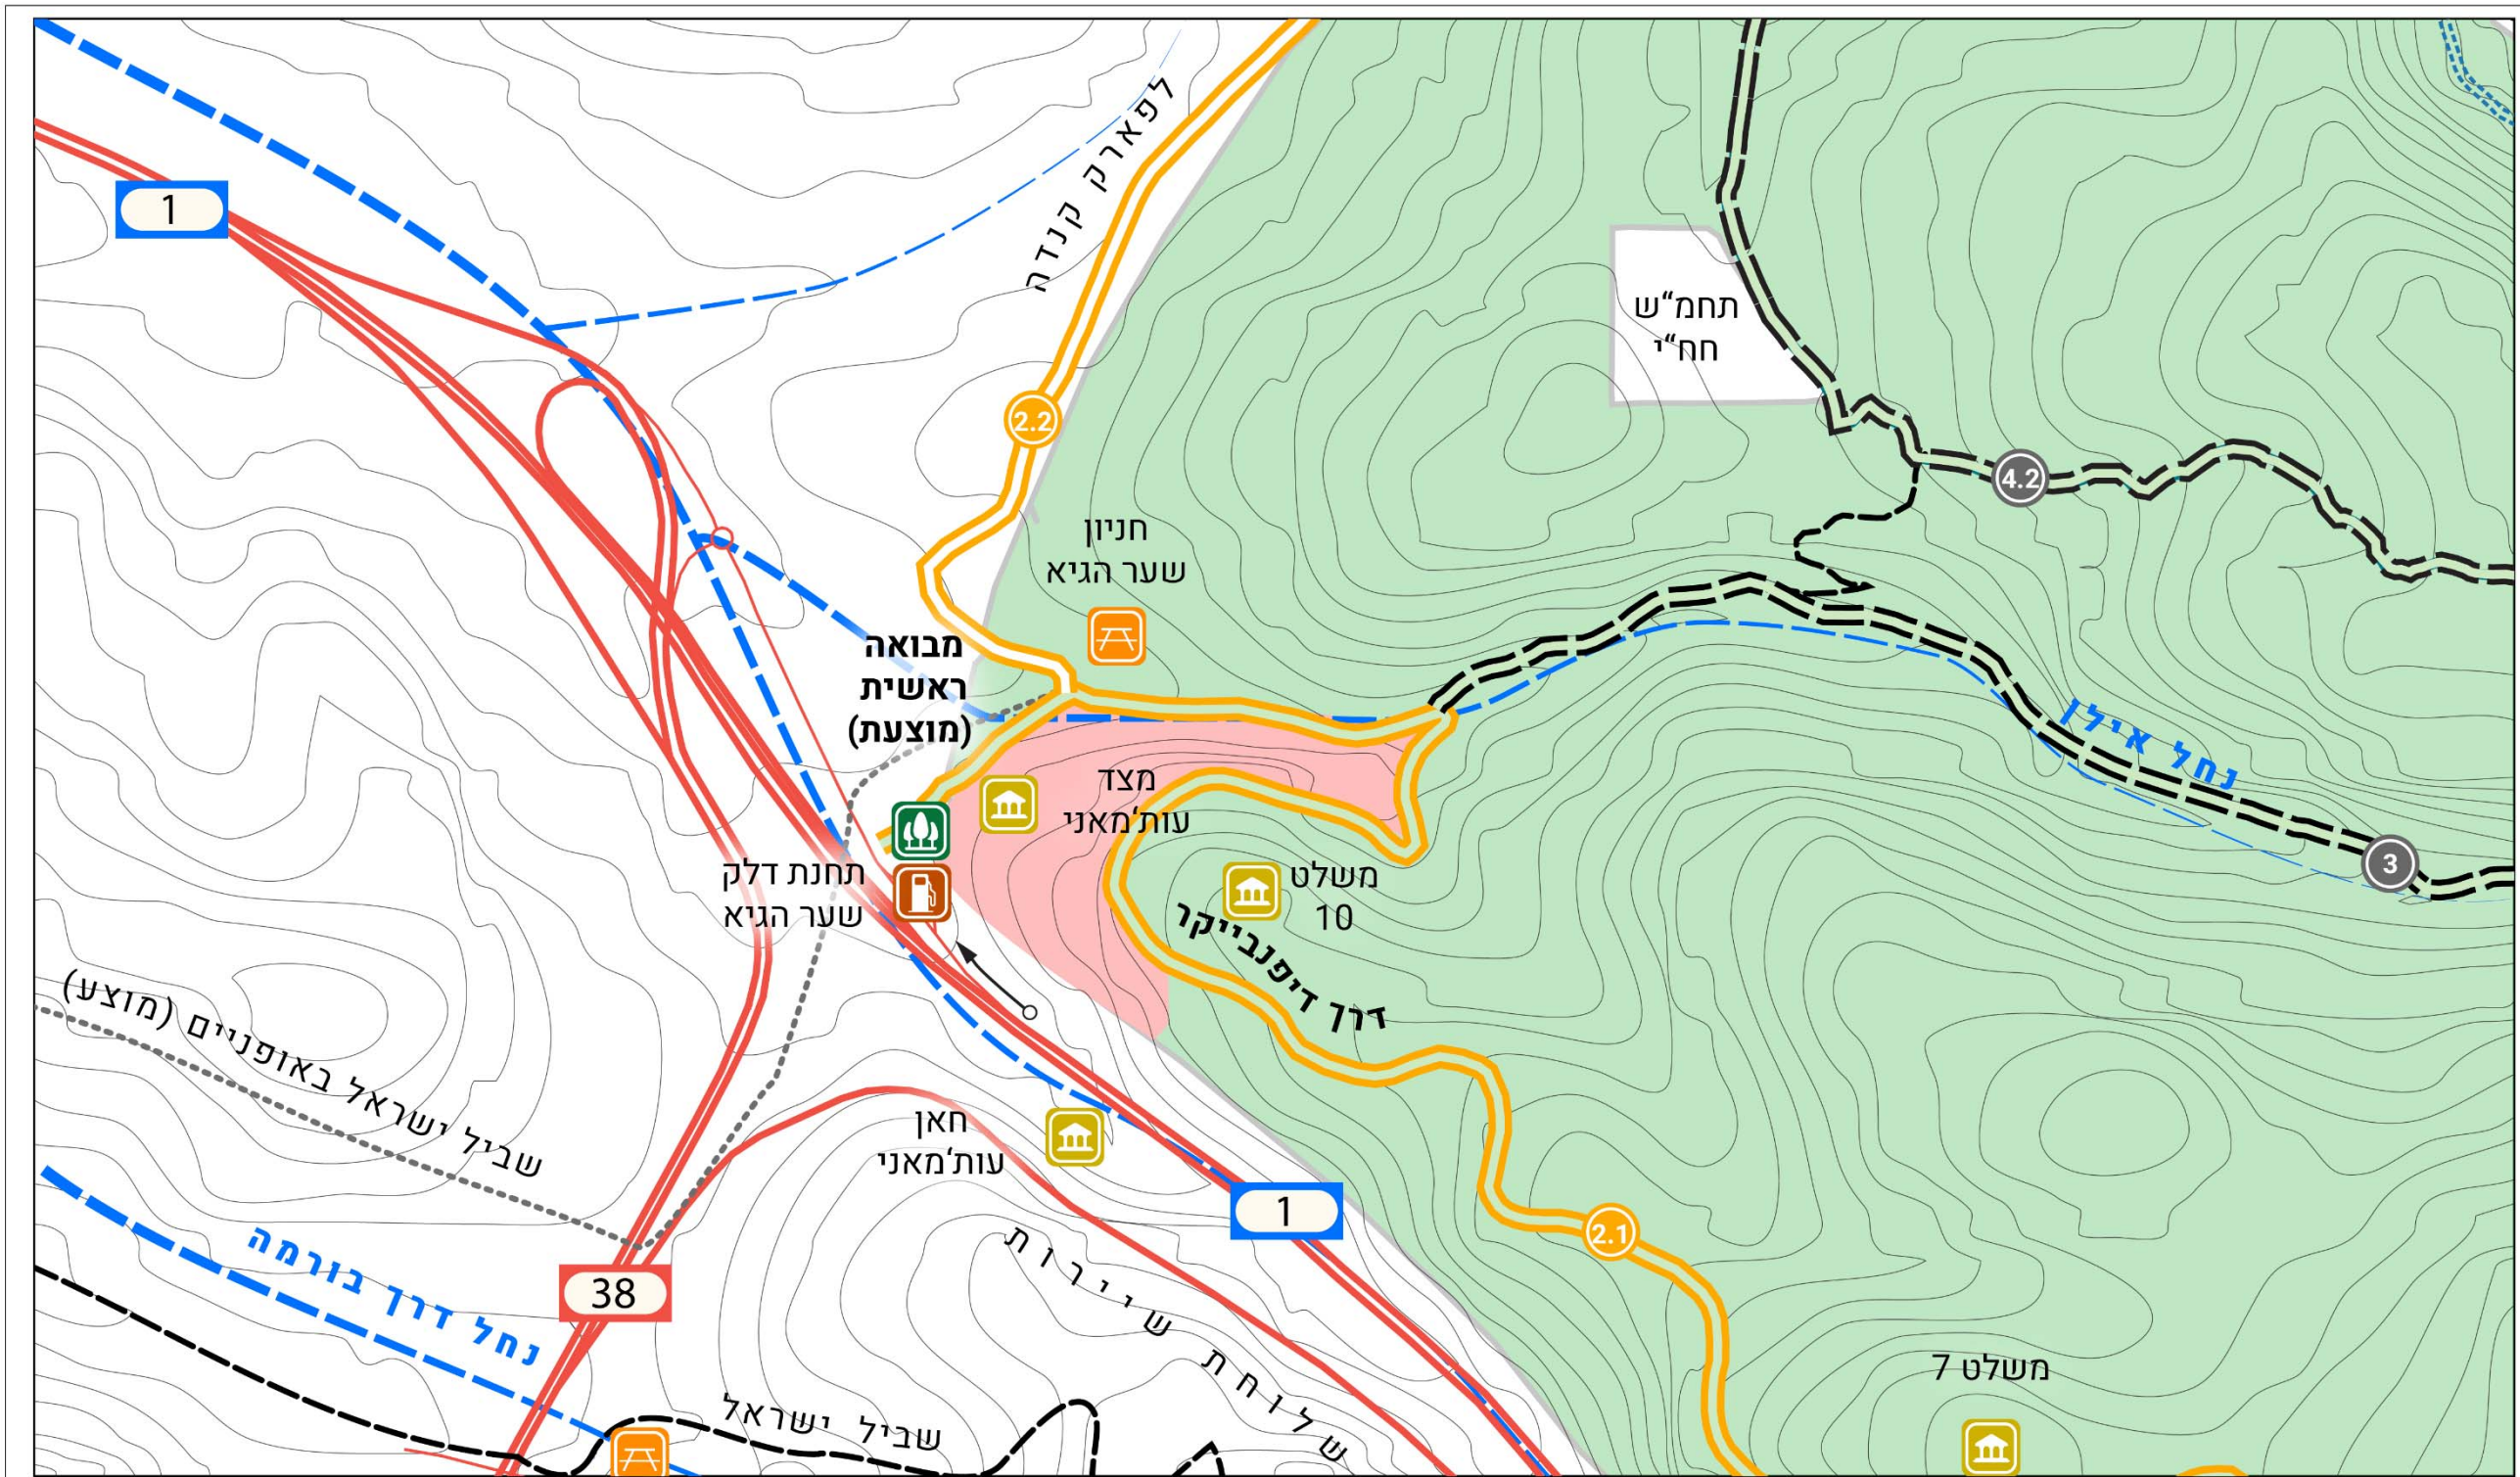 לפארק קנדה
1
תחמ“ש
חח“י
2.2
4.2
חניון
שער הגיא
מבואה
ראשית
(מוצעת)
נחל אילן
מצד
עות'מאני
3
תחנת דלק
שער הגיא
משלט
10
דרך דיפנבייקר
שביל ישראל באופניים (מוצע)
חאן
עות'מאני
1
2.1
נחל דרך בורמה
38
שלוחת שיירות
משלט 7
שביל ישראל